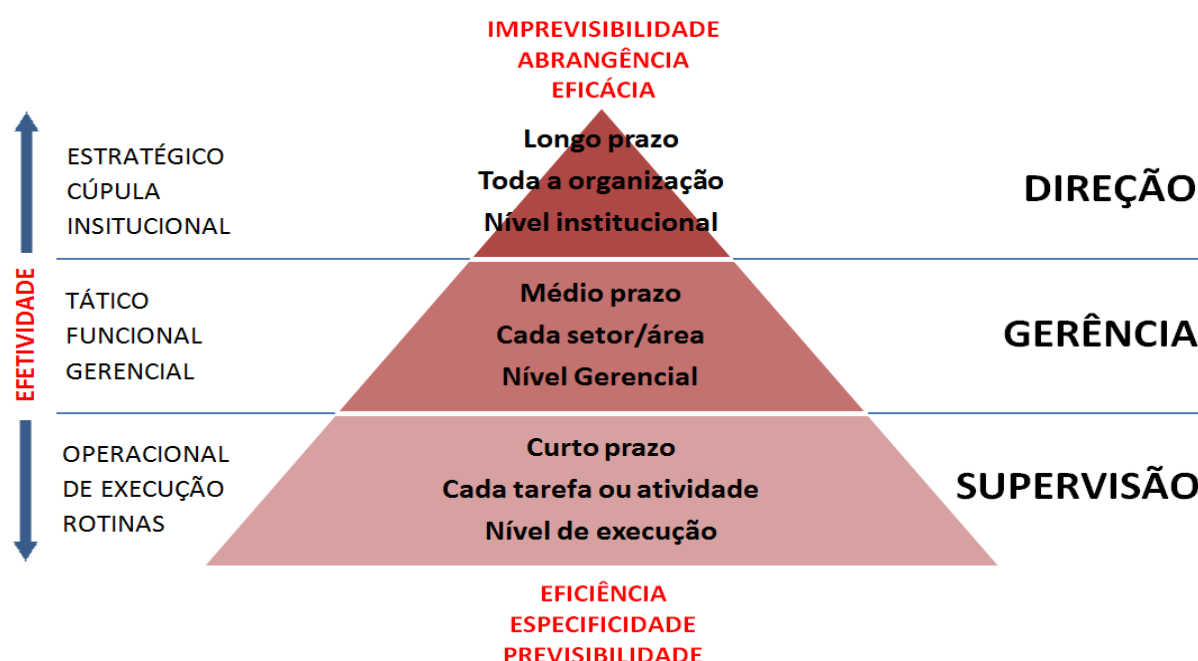 IMPREVISIBILIDADE
ABRANGÊNCIA
EFICÁCIA
ESTRATÉGICO
CÚPULA
INSITUCIONAL
Longo prazo
Toda a organização
Nível institucional
DIREÇÃO
EFETIVIDADE
TÁTICO
FUNCIONAL
GERENCIAL
Médio prazo
Cada setor/área
Nível Gerencial
GERÊNCIA
OPERACIONAL
DE EXECUÇÃO
ROTINAS
Curto prazo
Cada tarefa ou atividade
Nível de execução
SUPERVISÃO
EFICIÊNCIA
ESPECIFICIDADE
PREVISIBILIDADE